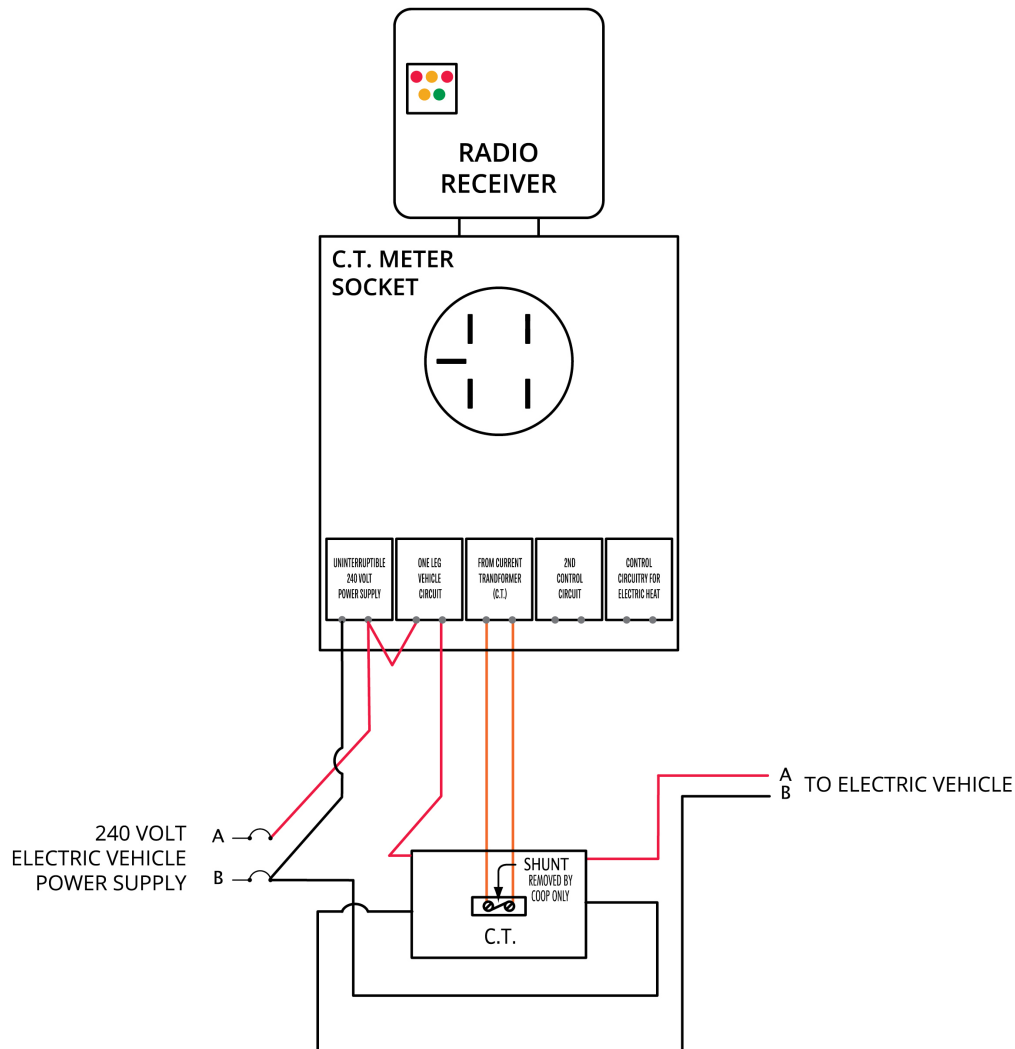 RADIO
RECEIVER
C.T. METER
SOCKET
UNINTERRUPTIBLE
240 VOLT
POWER SUPPLY
ONE LEG
VEHICLE
CIRCUIT
FROM CURRENT
TRANDFORMER
(C.T.)
2ND
CONTROL
CIRCUIT
CONTROL
CIRCUITRY FOR
ELECTRIC HEAT
A
B
TO ELECTRIC VEHICLE
240 VOLT
ELECTRIC VEHICLE
POWER SUPPLY
A
B
SHUNT
REMOVED BY
COOP ONLY
C.T.